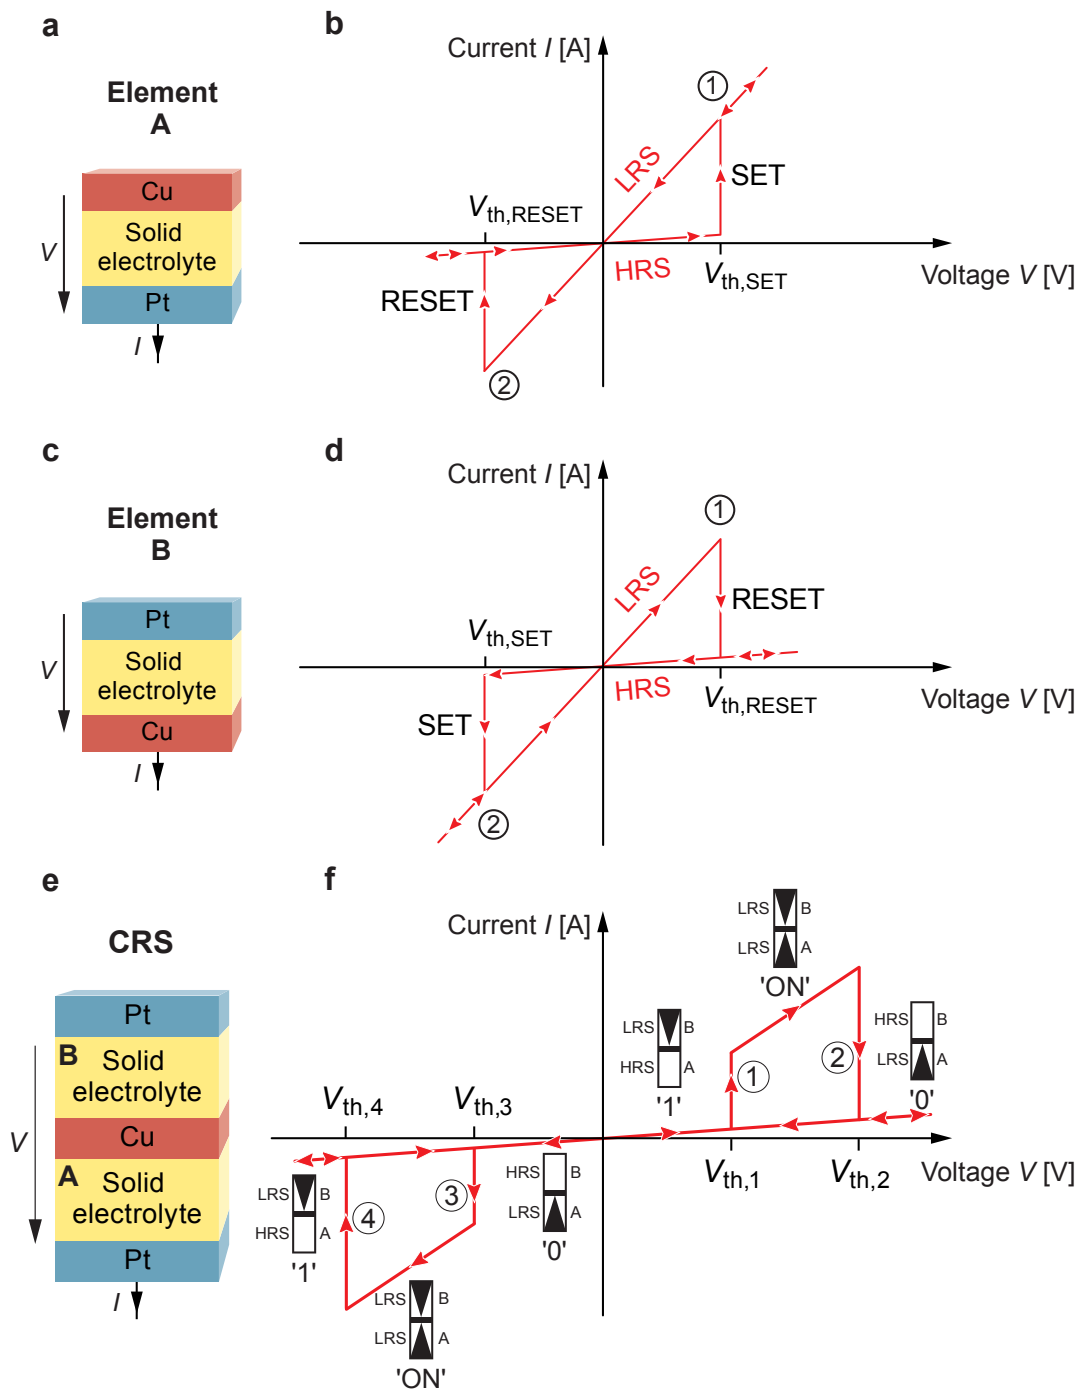 a
Element
A
Cu
Solid
electrolyte
Pt
V
I
b
Current I [A]
1
LRS
SET
Vth,RESET
HRS
Vth,SET
RESET
Voltage V [V]
2
c
Element
B
Pt
Solid
electrolyte
Cu
V
I
d
Current I [A]
1
LRS
RESET
Vth,SET
HRS
Vth,RESET
SET
Voltage V [V]
2
e
CRS
Pt
B
Solid
electrolyte
Cu
A
Solid
electrolyte
Pt
V
I
f
Current I [A]
LRS B
LRS A
'ON'
LRS B
HRS A
'1'
HRS B
LRS A
'0'
1
2
Vth,4
Vth,3
Vth,1
Vth,2
Voltage V [V]
LRS B
HRS A
'1'
4
3
HRS B
LRS A
'0'
LRS B
LRS A
'ON'